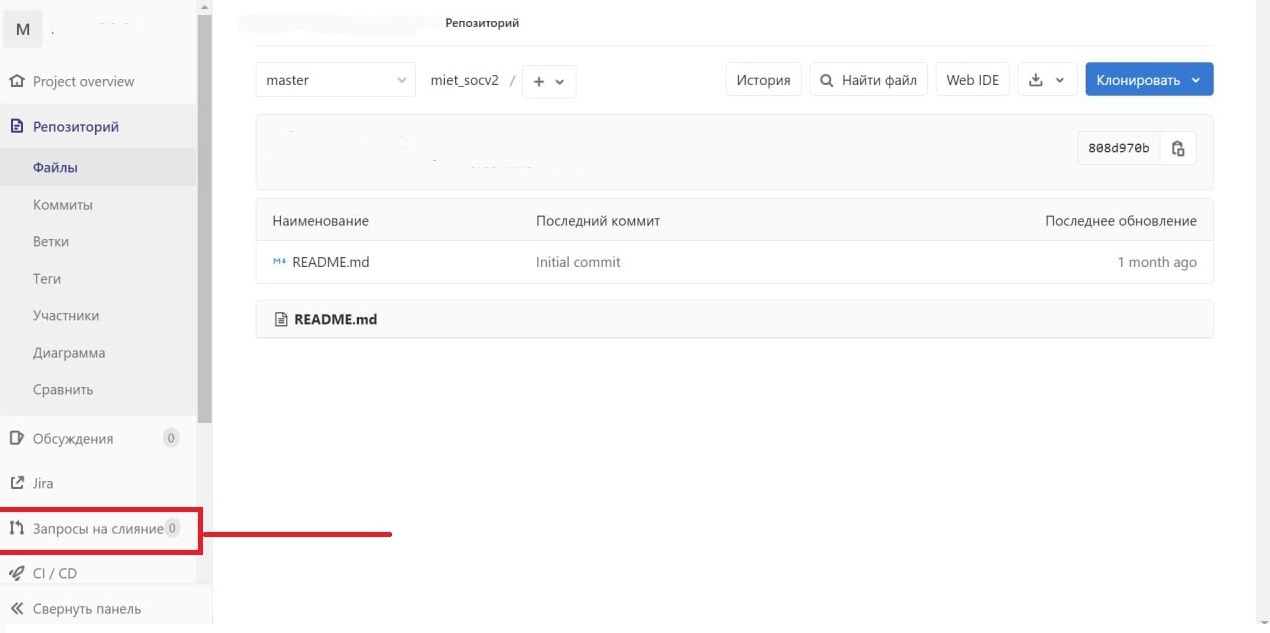 M
Project overview
Репозиторий
Файлы
Коммиты
Ветки
Теги
Участники
Диаграмма
Сравнить
Обсуждения 0
Jira
Запросы на слияние 0
CI / CD
Свернуть панель
Репозиторий
master miet_socv2 / + История Найти файл Web IDE Клонировать
808d970b
Наименование Последний коммит Последнее обновление
README.md Initial commit 1 month ago
README.md